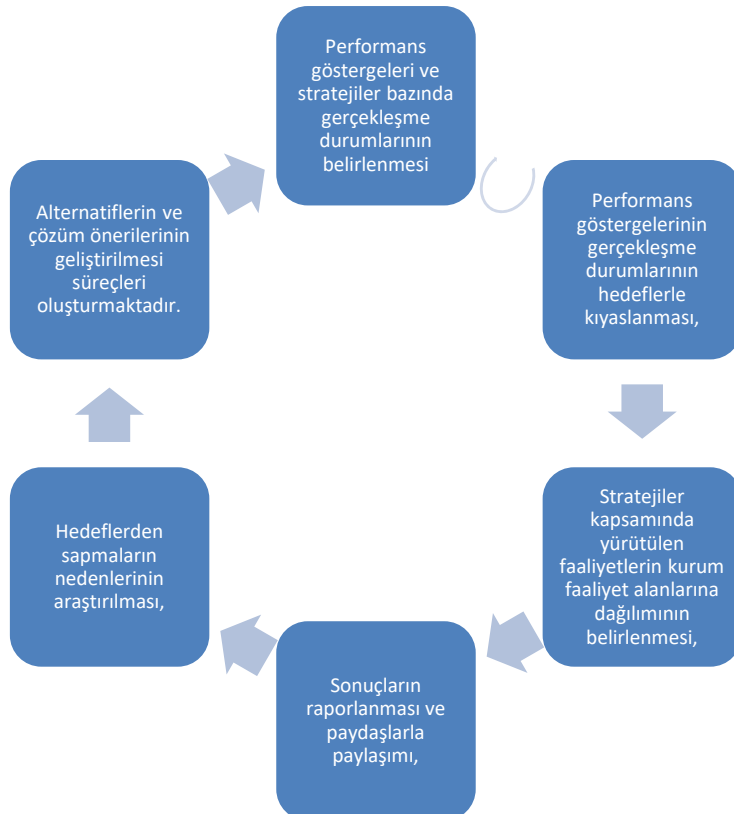 Performans
göstergeleri ve
stratejiler bazında
gerçekleşme
durumlarının
belirlenmesi
Performans
göstergelerinin
gerçekleşme
durumlarının
hedeflerle
kıyaslanması,
Stratejiler
kapsamında
yürütülen
faaliyetlerin kurum
faaliyet alanlarına
dağılımının
belirlenmesi,
Sonuçların
raporlanması ve
paydaşlarla
paylaşımı,
Hedeflerden
sapmaların
nedenlerinin
araştırılması,
Alternatiflerin ve
çözüm önerilerinin
geliştirilmesi
süreçleri
oluşturmaktadır.